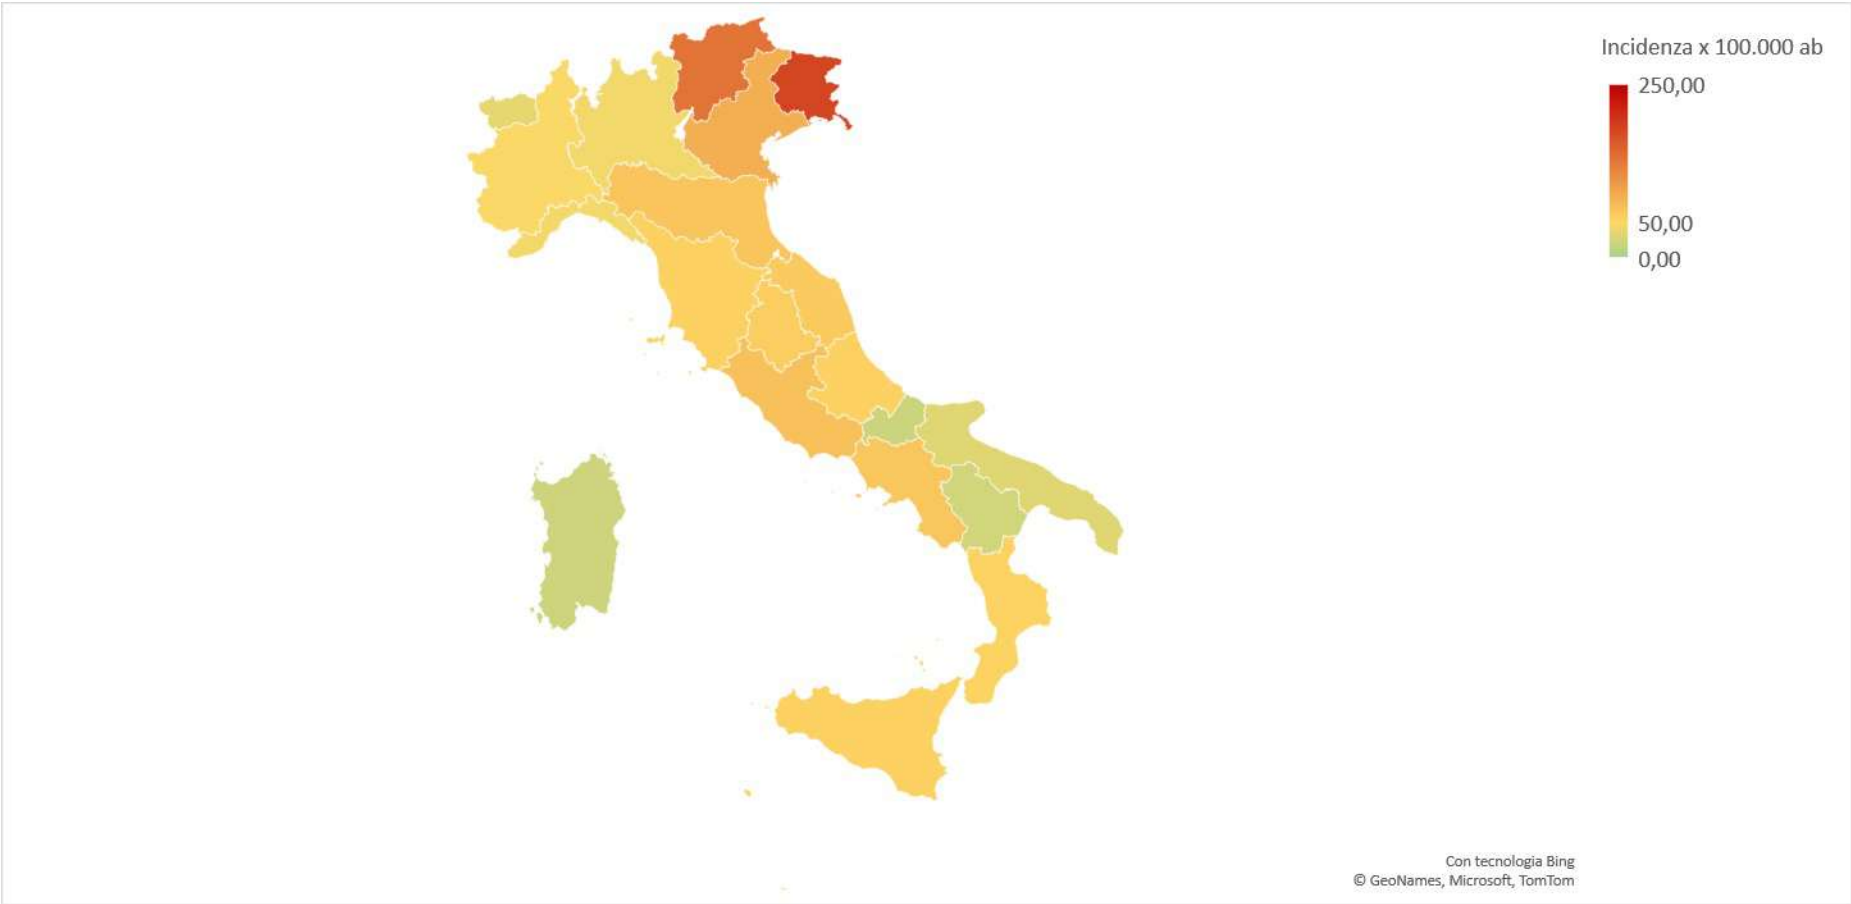 Incidenza x 100.000 ab
250,00
50,00
0,00
Con tecnologia Bing
© GeoNames, Microsoft, TomTom